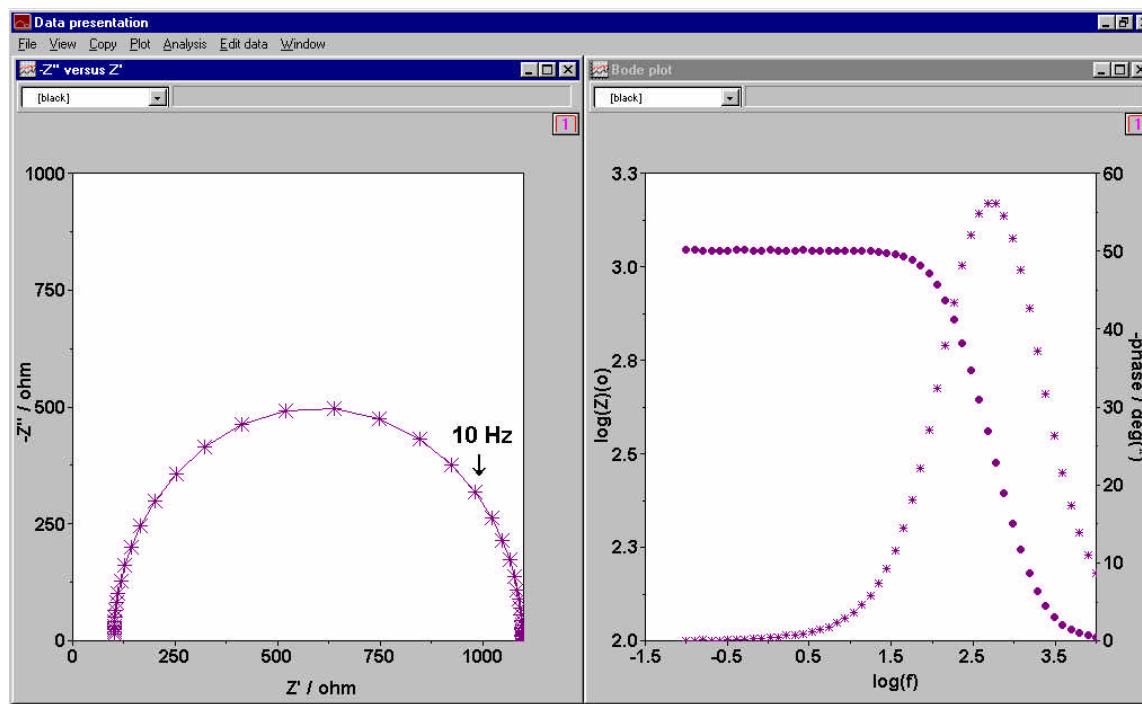 Data presentation
File View Copy Plot Analysis Edit data Window
-Z'' versus Z'
[black]
1
1000
750
500
250
0
-Z'' / ohm
10 Hz
0 250 500 750 1000
Z' / ohm
Bode plot
[black]
1
3.3
3.0
2.8
2.5
2.3
2.0
log(Z)(o)
60
50
40
30
20
10
0
-phase / deg(*)
-1.5 -0.5 0.5 1.5 2.5 3.5
log(f)